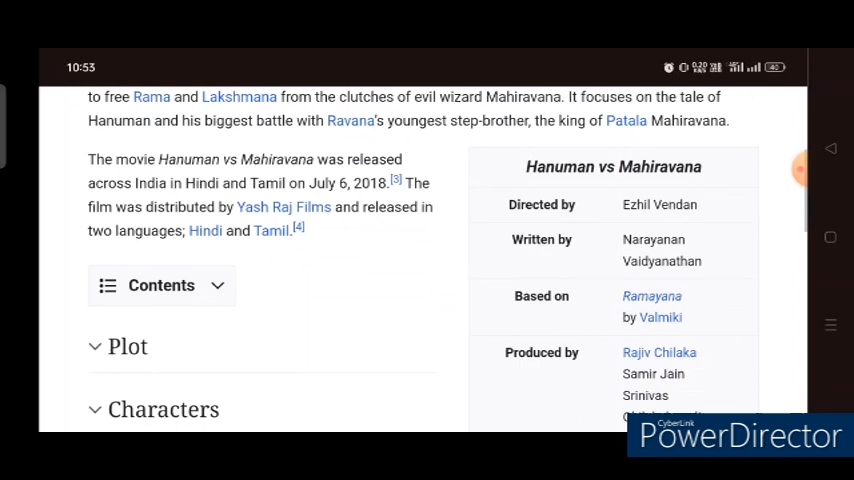 10:53
0.20
40
to free Rama and Lakshmana from the clutches of evil wizard Mahiravana. It focuses on the tale of
Hanuman and his biggest battle with Ravana's youngest step-brother, the king of Patala Mahiravana.
The movie Hanuman vs Mahiravana was released
across India in Hindi and Tamil on July 6, 2018.[3] The
film was distributed by Yash Raj Films and released in
two languages; Hindi and Tamil.[4]
Contents
Plot
Characters
Hanuman vs Mahiravana
Directed by Ezhil Vendan
Written by Narayanan
Vaidyanathan
Based on Ramayana
by Valmiki
Produced by Rajiv Chilaka
Samir Jain
Srinivas
CyberLink
PowerDirector